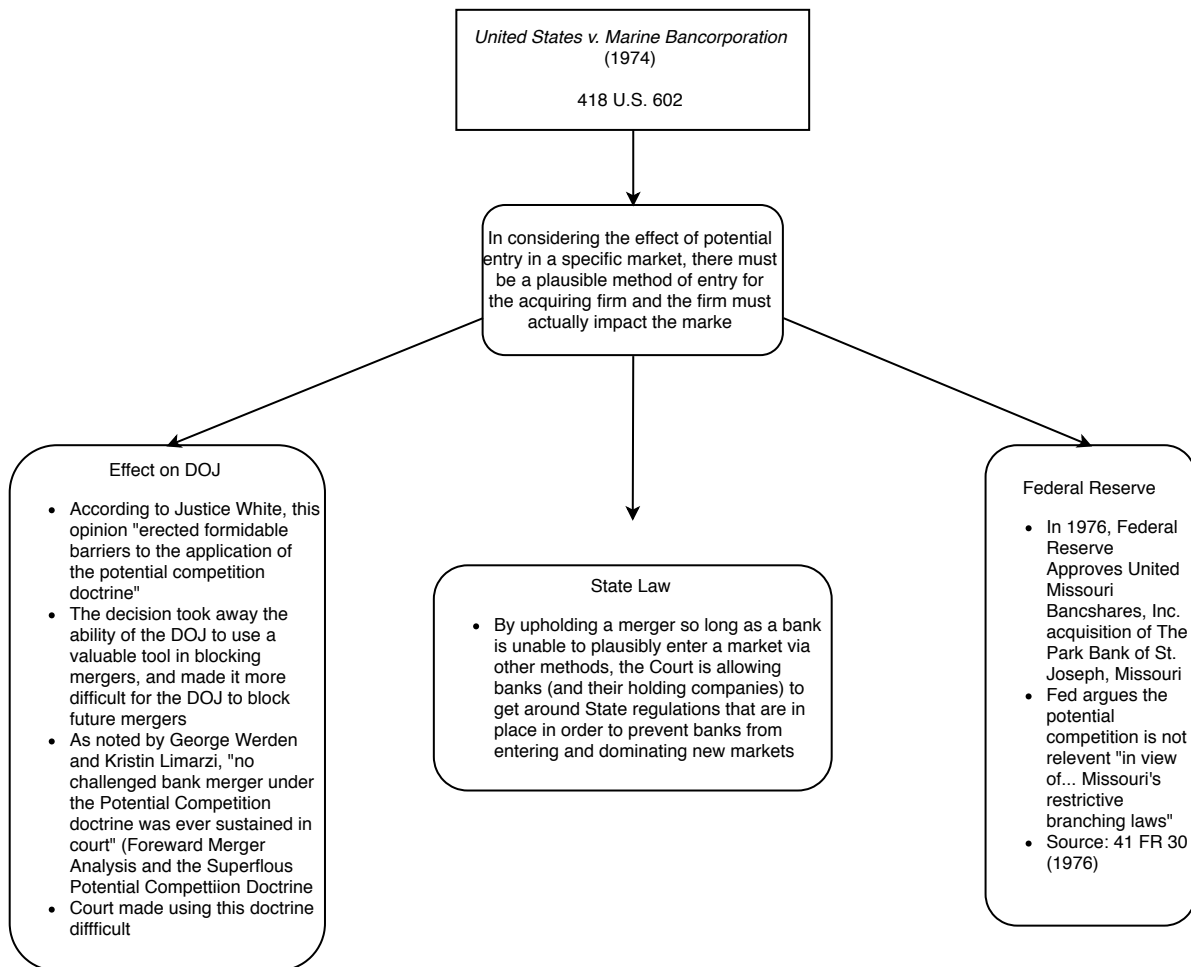 United States v. Marine Bancorporation
(1974)
418 U.S. 602
In considering the effect of potential
entry in a specific market, there must
be a plausible method of entry for
the acquiring firm and the firm must
actually impact the marke
Effect on DOJ
• According to Justice White, this
opinion "erected formidable
barriers to the application of
the potential competition
doctrine"
• The decision took away the
ability of the DOJ to use a
valuable tool in blocking
mergers, and made it more
difficult for the DOJ to block
future mergers
• As noted by George Werden
and Kristin Limarzi, "no
challenged bank merger under
the Potential Competition
doctrine was ever sustained in
court" (Foreward Merger
Analysis and the Superflous
Potential Compettiion Doctrine
• Court made using this doctrine
diffficult
State Law
• By upholding a merger so long as a bank
is unable to plausibly enter a market via
other methods, the Court is allowing
banks (and their holding companies) to
get around State regulations that are in
place in order to prevent banks from
entering and dominating new markets
Federal Reserve
• In 1976, Federal
Reserve
Approves United
Missouri
Bancshares, Inc.
acquisition of The
Park Bank of St.
Joseph, Missouri
• Fed argues the
potential
competition is not
relevent "in view
of... Missouri's
restrictive
branching laws"
• Source: 41 FR 30
(1976)